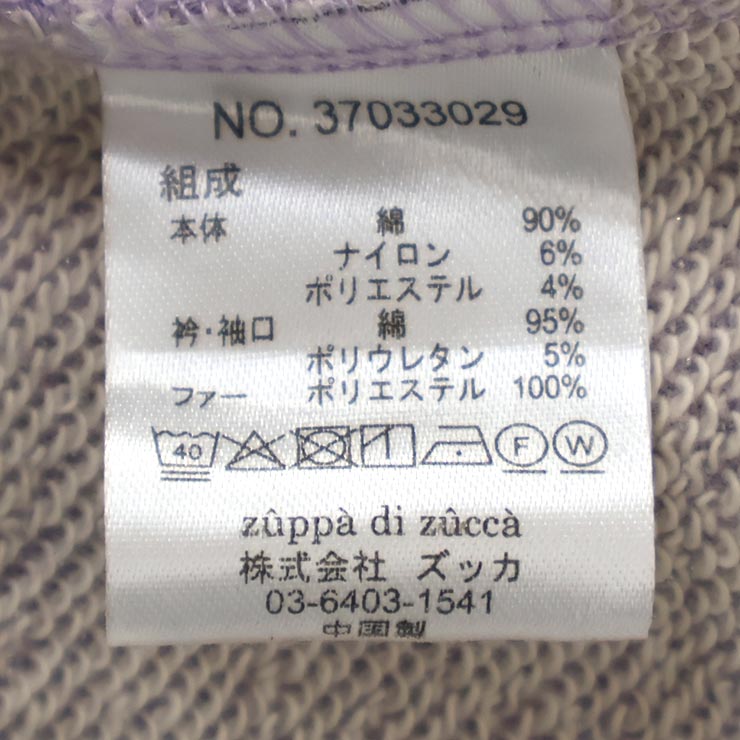 NO. 37033029
組成
本体 綿 90%
ナイロン 6%
ポリエステル 4%
衿・袖口 綿 95%
ポリウレタン 5%
ファー ポリエステル 100%
40 F W
zûppà di zûccà
株式会社 ズッカ
03-6403-1541
中国製